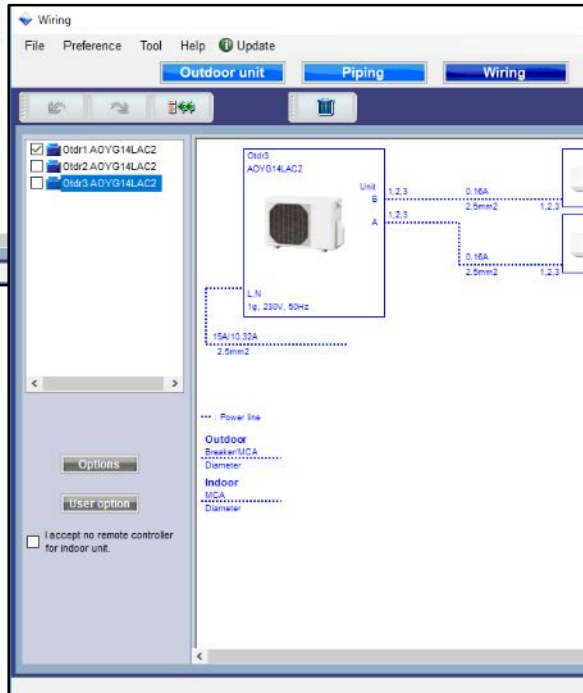 Wiring
File Preference Tool Help Update
Outdoor unit Piping Wiring
Otdr1 AOYG14LAC2
Otdr2 AOYG14LAC2
Otdr3 AOYG14LAC2
Options
User option
I accept no remote controller
for indoor unit.
Otdr3
AOYG14LAC2
Unit
B
A
1,2,3
0.16A
2.5mm2
1,2,3
1,2,3
0.16A
2.5mm2
1,2,3
L,N
1φ, 230V, 50Hz
15A/10.32A
2.5mm2
: Power line
Outdoor
Breaker/MCA
Diameter
Indoor
MCA
Diameter